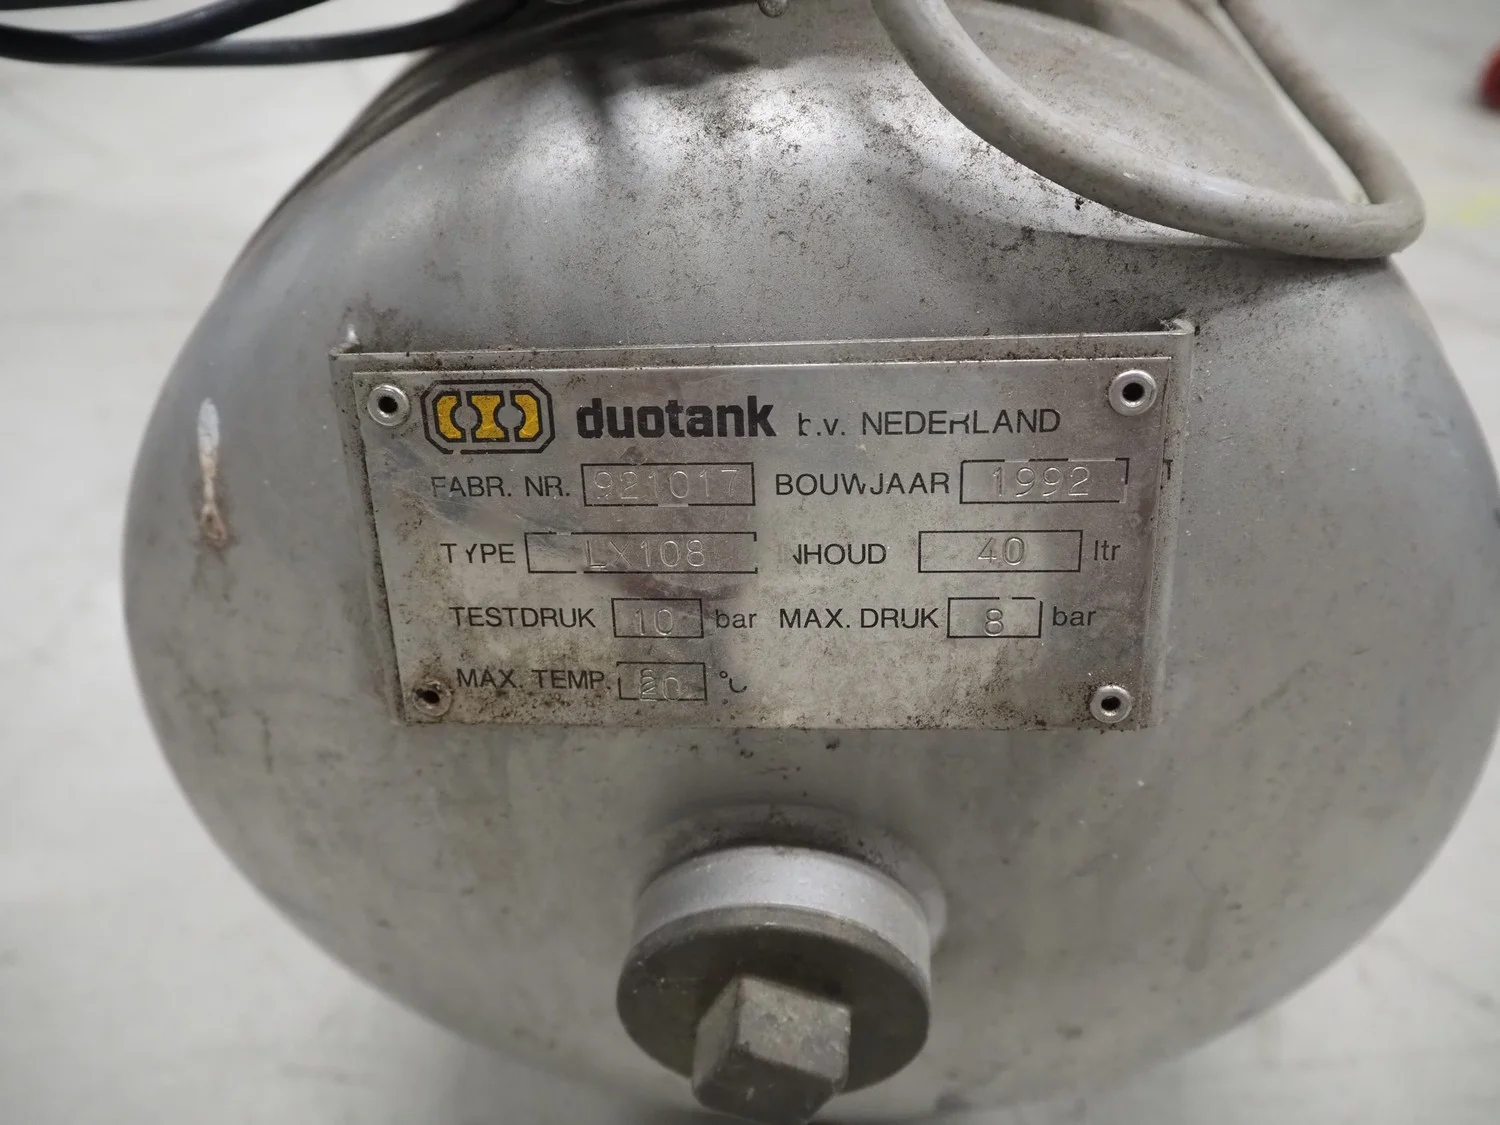 duotank b.v. NEDERLAND
FABR. NR. 921017 BOUWJAAR 1992
TYPE LX108 INHOUD 40 ltr
TESTDRUK 10 bar MAX. DRUK 8 bar
MAX. TEMP. °C